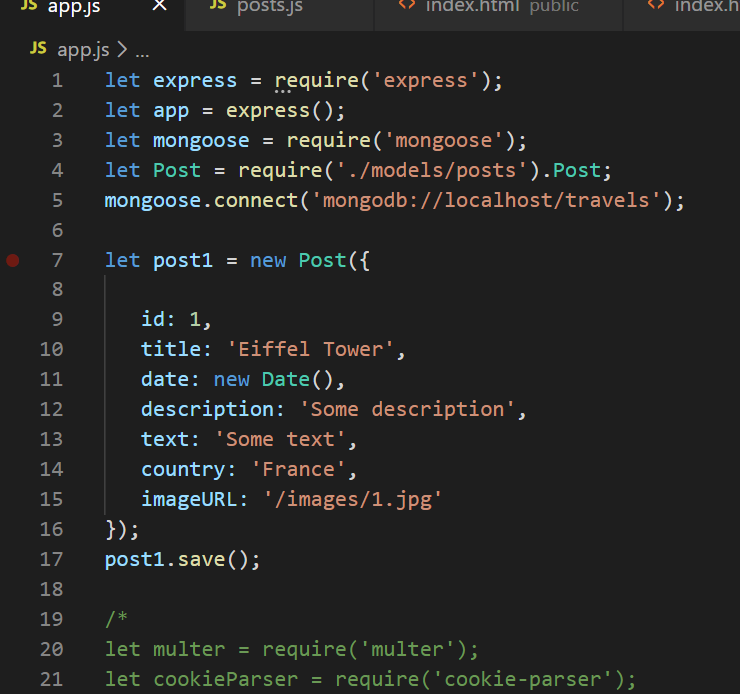 JS app.js × JS posts.js <> index.html public <> index.h
JS app.js > ...
1 let express = require('express');
2 let app = express();
3 let mongoose = require('mongoose');
4 let Post = require('./models/posts').Post;
5 mongoose.connect('mongodb://localhost/travels');
6
7 let post1 = new Post({
8
9 id: 1,
10 title: 'Eiffel Tower',
11 date: new Date(),
12 description: 'Some description',
13 text: 'Some text',
14 country: 'France',
15 imageURL: '/images/1.jpg'
16 });
17 post1.save();
18
19 /*
20 let multer = require('multer');
21 let cookieParser = require('cookie-parser');